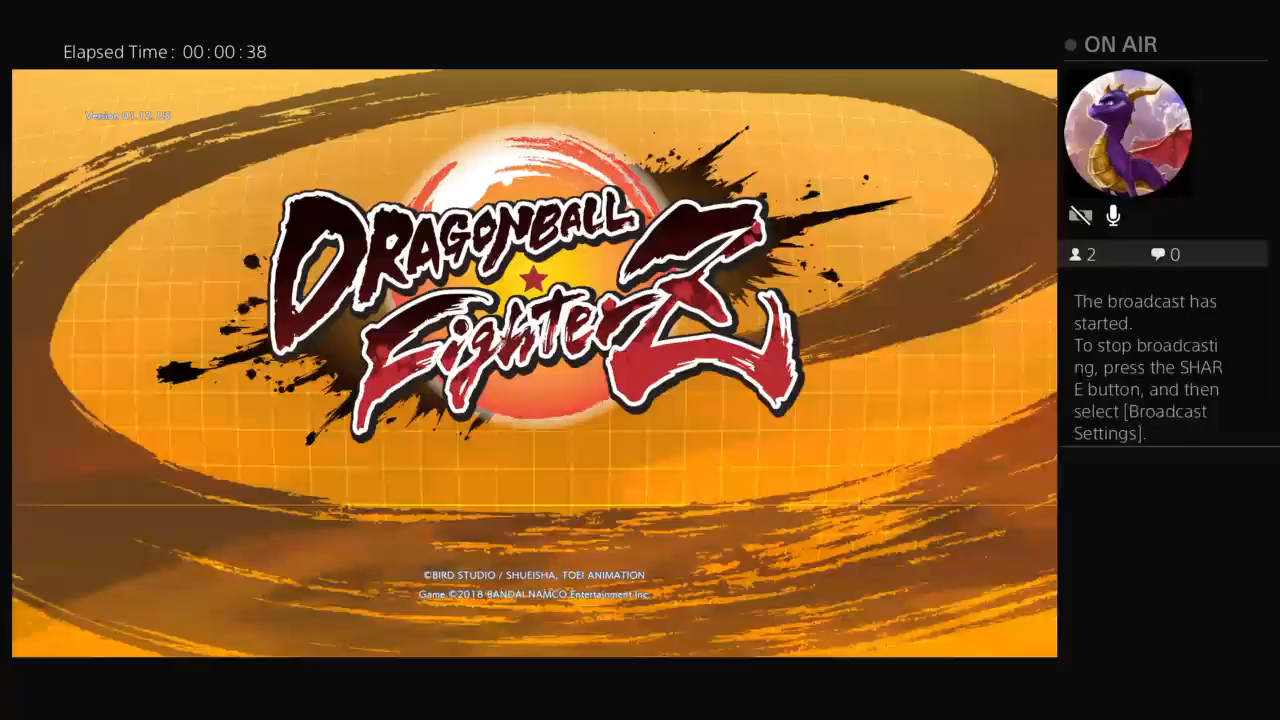 Elapsed Time: 00:00:38
ON AIR
DRAGONBALL
FighterZ
2
0
The broadcast has
started.
To stop broadcasti
ng, press the SHAR
E button, and then
select [Broadcast
Settings].
©BIRD STUDIO / SHUEISHA, TOEI ANIMATION
Game ©2018 BANDAI NAMCO Entertainment Inc.